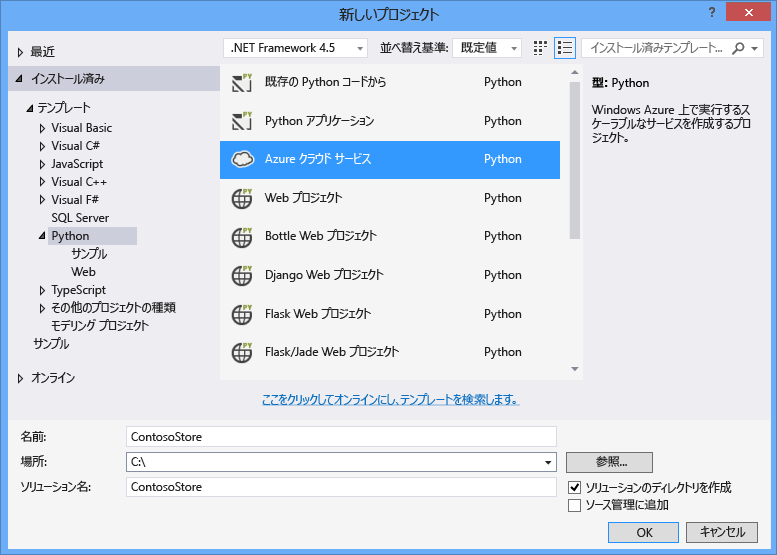 新しいプロジェクト
?
最近
インストール済み
テンプレート
Visual Basic
Visual C#
JavaScript
Visual C++
Visual F#
SQL Server
Python
サンプル
Web
TypeScript
その他のプロジェクトの種類
モデリング プロジェクト
サンプル
オンライン
.NET Framework 4.5 並べ替え基準: 既定値
インストール済みテンプレート...
PY 既存の Python コードから Python
PY Python アプリケーション Python
Azure クラウド サービス Python
PY Web プロジェクト Python
PY Bottle Web プロジェクト Python
PY Django Web プロジェクト Python
PY Flask Web プロジェクト Python
PY Flask/Jade Web プロジェクト Python
ここをクリックしてオンラインにし、テンプレートを検索します。
型: Python
Windows Azure 上で実行するス
ケーラブルなサービスを作成するプロ
ジェクト。
名前: ContosoStore
場所: C:\ 参照...
ソリューション名: ContosoStore
ソリューションのディレクトリを作成
ソース管理に追加
OK キャンセル